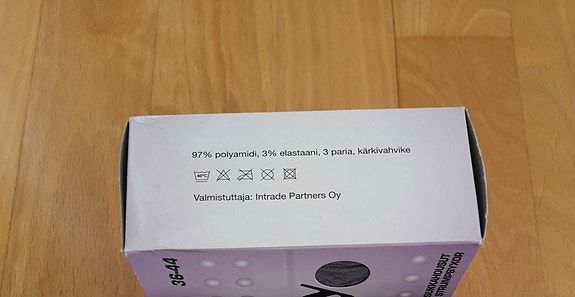 97% polyamidi, 3% elastaani, 3 paria, kärkivahvike
40°C
Valmistuttaja: Intrade Partners Oy
36-44
SUKKAHOUSUT
STRUMPBYXOR